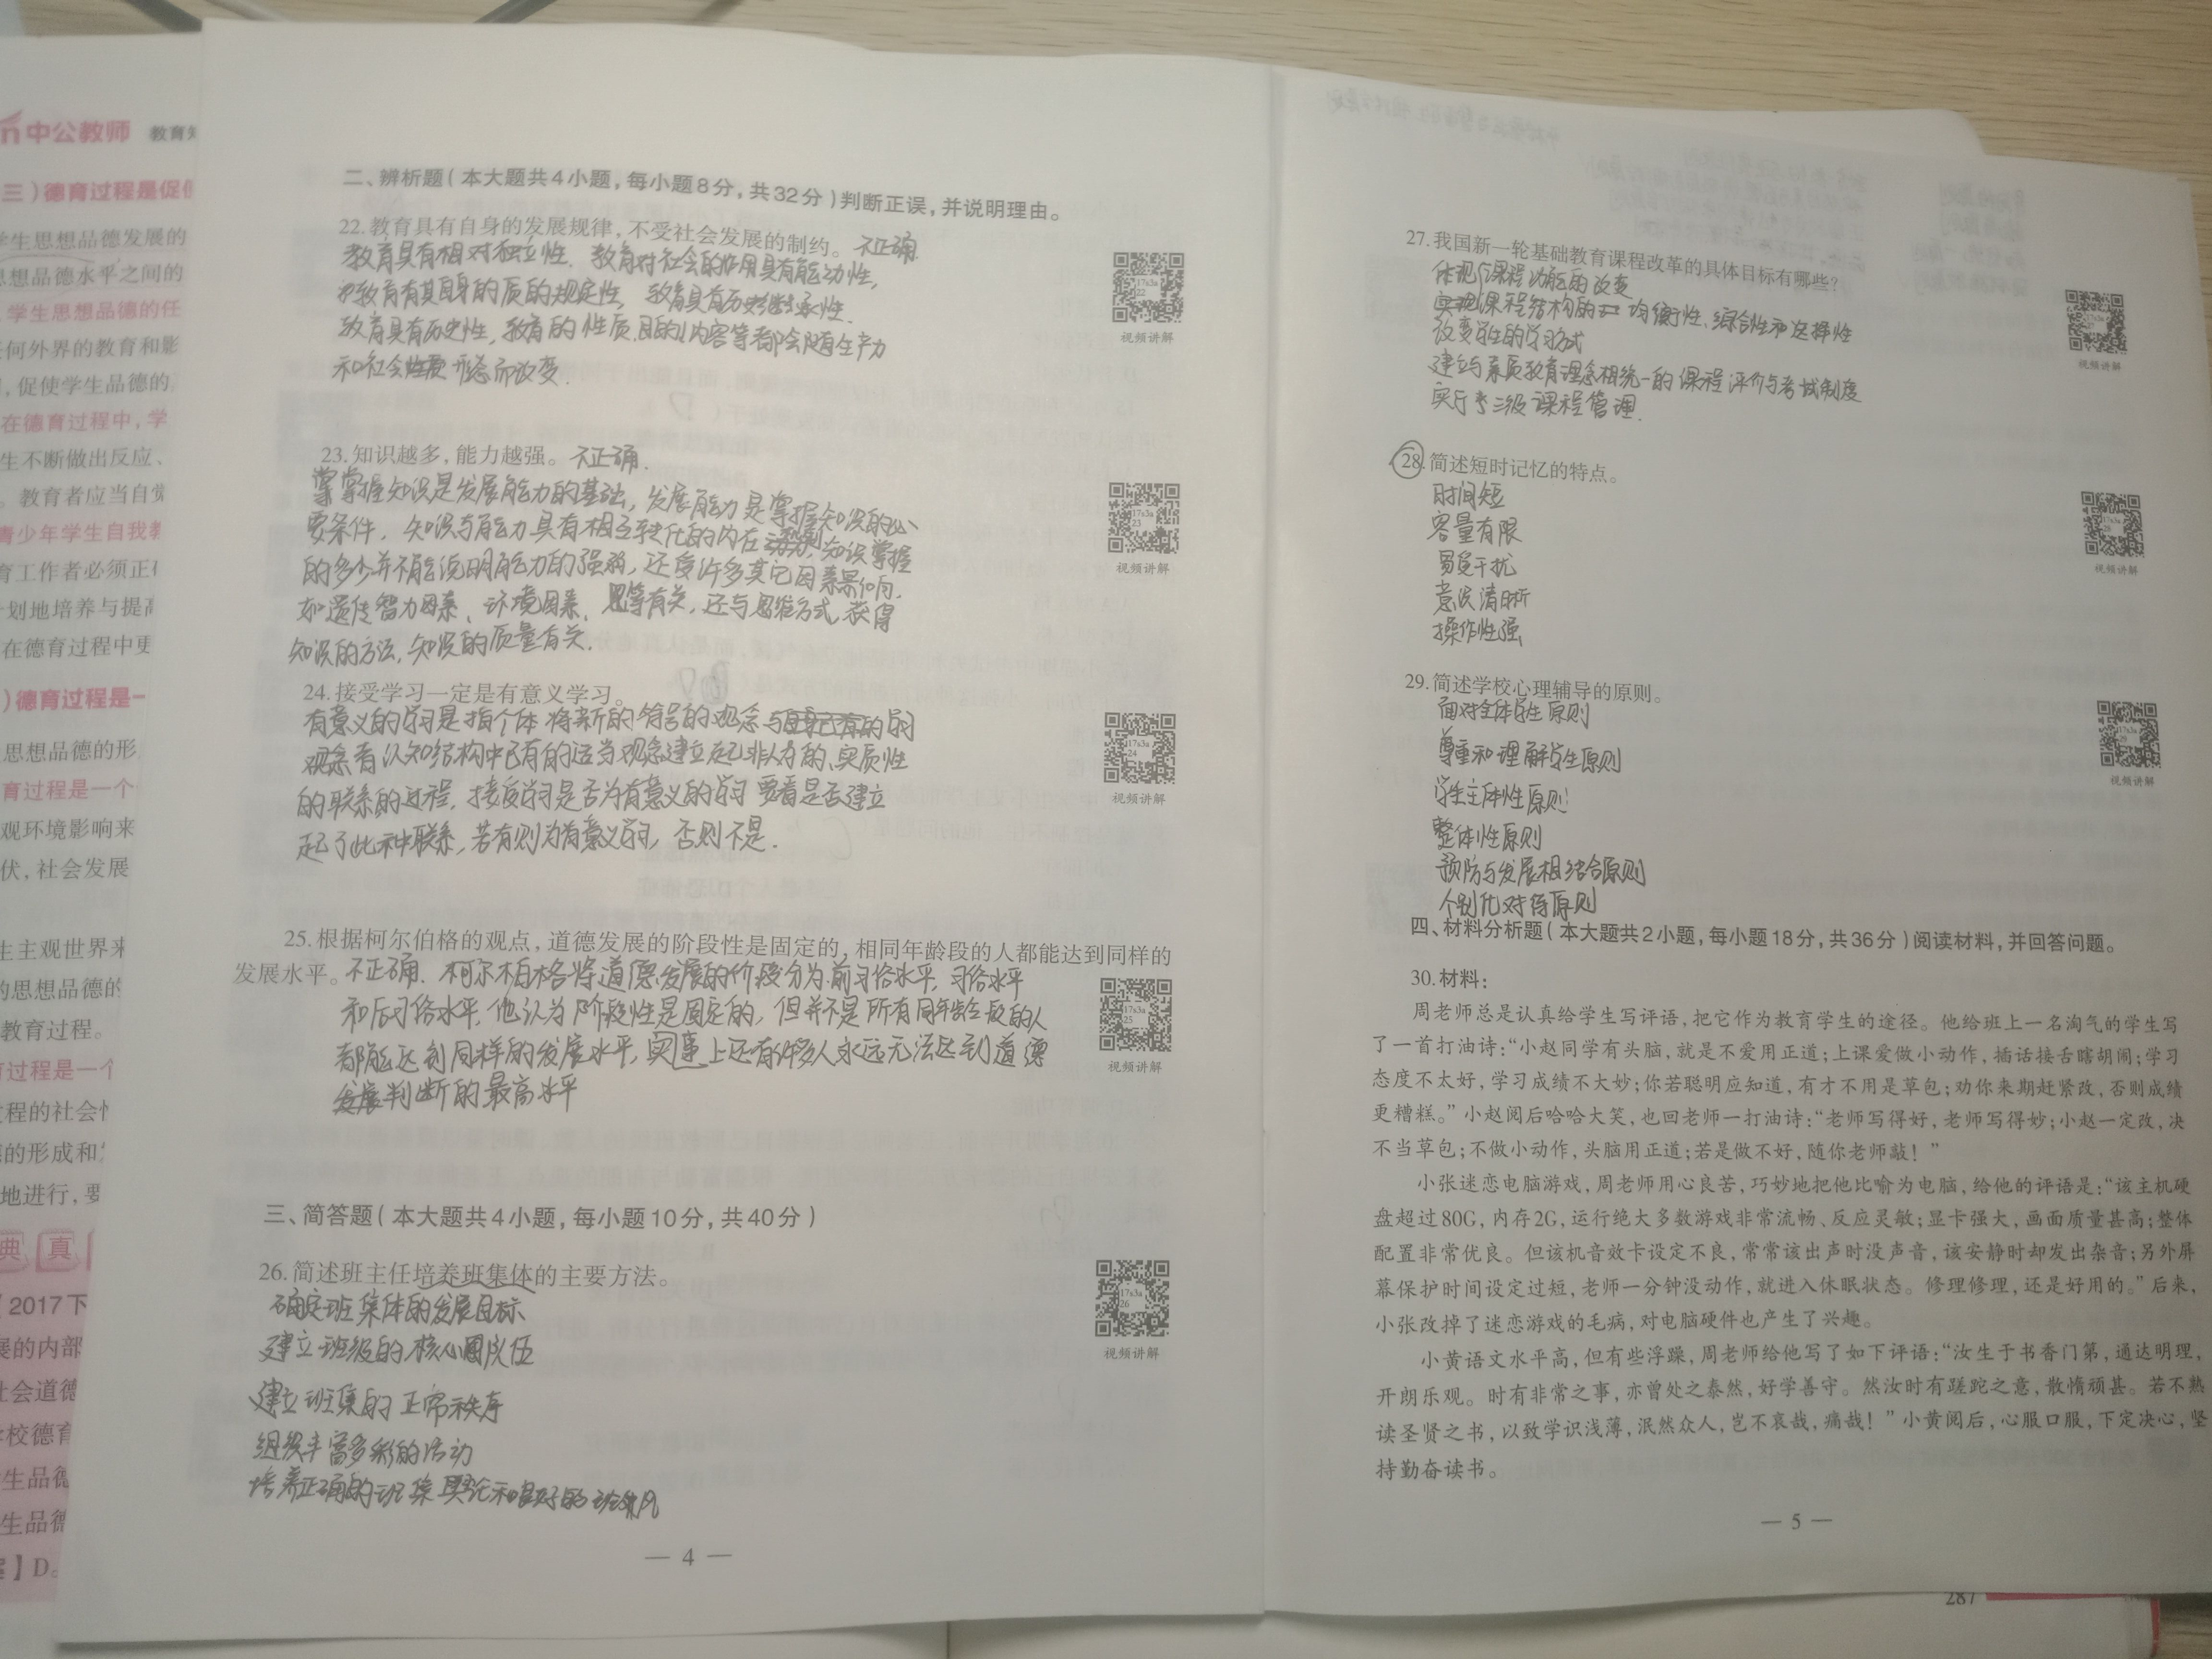 中公教师 教育知
三）德育过程是促使
学生思想品德发展的
思想品德水平之间的
学生思想品德的任
任何外界的教育和影
，促使学生品德的
在德育过程中，学
生不断做出反应、
。教育者应当自觉
青少年学生自我教
育工作者必须正确
计划地培养与提高
在德育过程中更
）德育过程是一
思想品德的形
育过程是一个
观环境影响来
伏，社会发展
生主观世界来
的思想品德的
教育过程。
育过程是一个
过程的社会性
德的形成和发
地进行，要
典 真
2017下
展的内部
社会道德
学校德育
生品德
生品德
】D。
二、辨析题（本大题共4小题，每小题8分，共32分）判断正误，并说明理由。
22.教育具有自身的发展规律，不受社会发展的制约。不正确.
教育具有相对独立性. 教育对社会的作用具有能动性,
教育有其自身的质的规定性, 教育具有历史继承性.
教育具有历史性, 教育的性质.目的、内容等都会随生产力
和社会形态而改变.
视频讲解
23.知识越多，能力越强。不正确.
掌握知识是发展能力的基础, 发展能力是掌握知识的必
要条件, 知识与能力具有相互转化的内在机制, 知识掌握
的多少并不能说明能力的强弱, 还受许多其它因素影响.
如遗传智力因素、环境因素、等有关, 还与思维方式, 获得
知识的方法, 知识的质量有关.
视频讲解
24.接受学习一定是有意义学习。
有意义的学习是指个体将新的符号的观念与学习
者认知结构中已有的适当观念建立起非人为的、实质性
的联系的过程, 接受学习是否为有意义的学习要看是否建立
起了此种联系, 若有则为有意义学习, 否则不是.
视频讲解
25.根据柯尔伯格的观点，道德发展的阶段性是固定的，相同年龄段的人都能达到同样的
发展水平。不正确. 柯尔柏格将道德发展的阶段分为前习俗水平, 习俗水平
和后习俗水平, 他认为阶段性是固定的, 但并不是所有同年龄段的人
都能达到同样的发展水平, 实事上还有许多人永远无法达到道德
判断的最高水平
视频讲解
三、简答题（本大题共4小题，每小题10分，共40分）
26.简述班主任培养班集体的主要方法。
确定班集体的发展目标
建立班级的核心队伍
建立班集的正常秩序
组织丰富多彩的活动
培养正确的班集舆论和良好的班风
视频讲解
— 4 —
27.我国新一轮基础教育课程改革的具体目标有哪些？
体现课程功能的改变
实现课程结构的均衡性、综合性和选择性
改变学生的学习方式
建立与素质教育理念相统一的课程评价与考试制度
实行三级课程管理.
视频讲解
28.简述短时记忆的特点。
时间短
容量有限
易受干扰
意识清晰
操作性强
视频讲解
29.简述学校心理辅导的原则。
面对全体学生原则
尊重和理解学生原则
学生主体性原则
整体性原则
预防与发展相结合原则
个别化对待原则
视频讲解
四、材料分析题（本大题共2小题，每小题18分，共36分）阅读材料，并回答问题。
30.材料：
周老师总是认真给学生写评语，把它作为教育学生的途径。他给班上一名淘气的学生写
了一首打油诗：“小赵同学有头脑，就是不爱用正道；上课爱做小动作，插话接舌瞎胡闹；学习
态度不太好，学习成绩不大妙；你若聪明应知道，有才不用是草包；劝你来期赶紧改，否则成绩
更糟糕。”小赵阅后哈哈大笑，也回老师一打油诗：“老师写得好，老师写得妙；小赵一定改，决
不当草包；不做小动作，头脑用正道；若是做不好，随你老师敲！”
小张迷恋电脑游戏，周老师用心良苦，巧妙地把他比喻为电脑，给他的评语是：“该主机硬
盘超过80G，内存2G，运行绝大多数游戏非常流畅、反应灵敏；显卡强大，画面质量甚高；整体
配置非常优良。但该机音效卡设定不良，常常该出声时没声音，该安静时却发出杂音；另外屏
幕保护时间设定过短，老师一分钟没动作，就进入休眠状态。修理修理，还是好用的。”后来，
小张改掉了迷恋游戏的毛病，对电脑硬件也产生了兴趣。
小黄语文水平高，但有些浮躁，周老师给他写了如下评语：“汝生于书香门第，通达明理，
开朗乐观。时有非常之事，亦曾处之泰然，好学善守。然汝时有蹉跎之意，散惰顽甚。若不熟
读圣贤之书，以致学识浅薄，泯然众人，岂不哀哉，痛哉！”小黄阅后，心服口服，下定决心，坚
持勤奋读书。
— 5 —
287